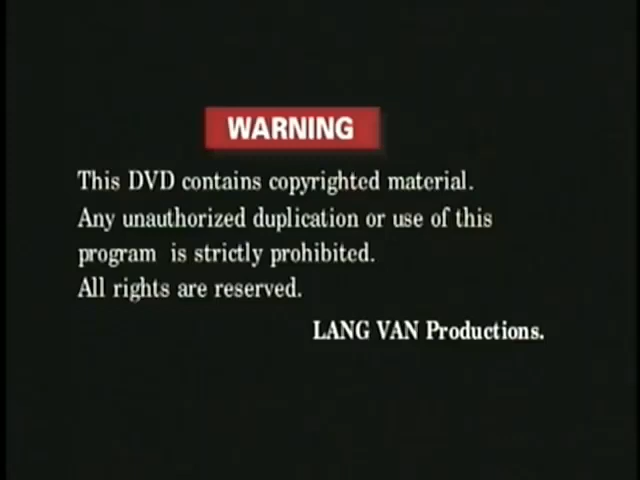 WARNING
This DVD contains copyrighted material.
Any unauthorized duplication or use of this
program is strictly prohibited.
All rights are reserved.
LANG VAN Productions.